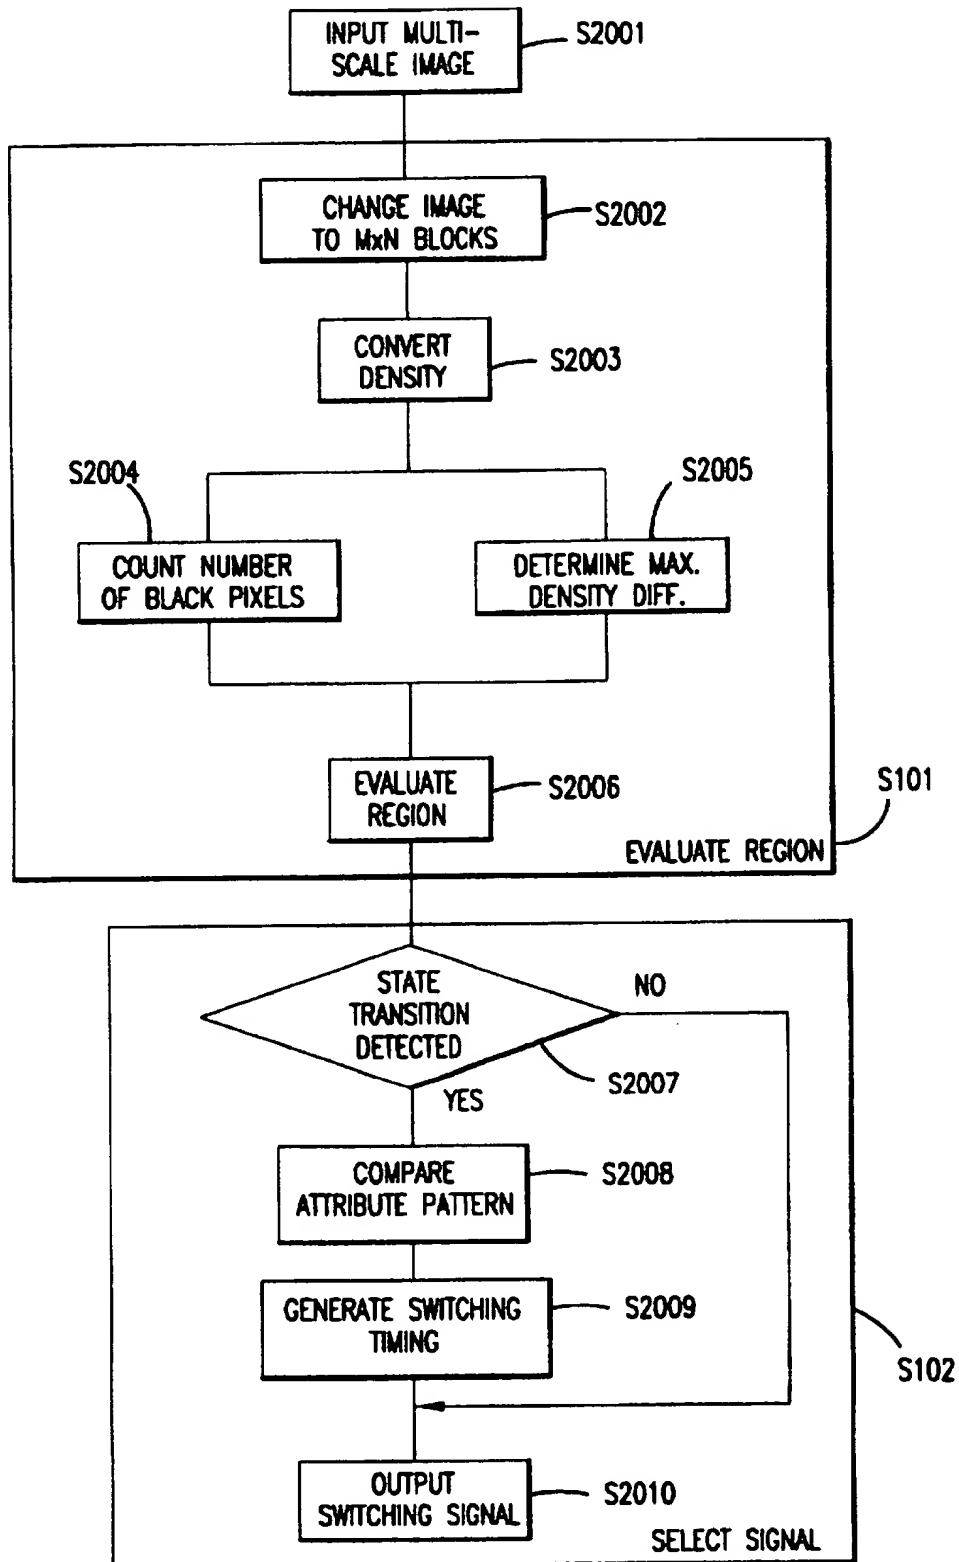 INPUT MULTI-
SCALE IMAGE
S2001
CHANGE IMAGE
TO MxN BLOCKS
S2002
CONVERT
DENSITY
S2003
S2004
S2005
COUNT NUMBER
OF BLACK PIXELS
DETERMINE MAX.
DENSITY DIFF.
EVALUATE
REGION
S2006
S101
EVALUATE REGION
STATE
TRANSITION
DETECTED
NO
S2007
YES
COMPARE
ATTRIBUTE PATTERN
S2008
GENERATE SWITCHING
TIMING
S2009
S102
OUTPUT
SWITCHING SIGNAL
S2010
SELECT SIGNAL